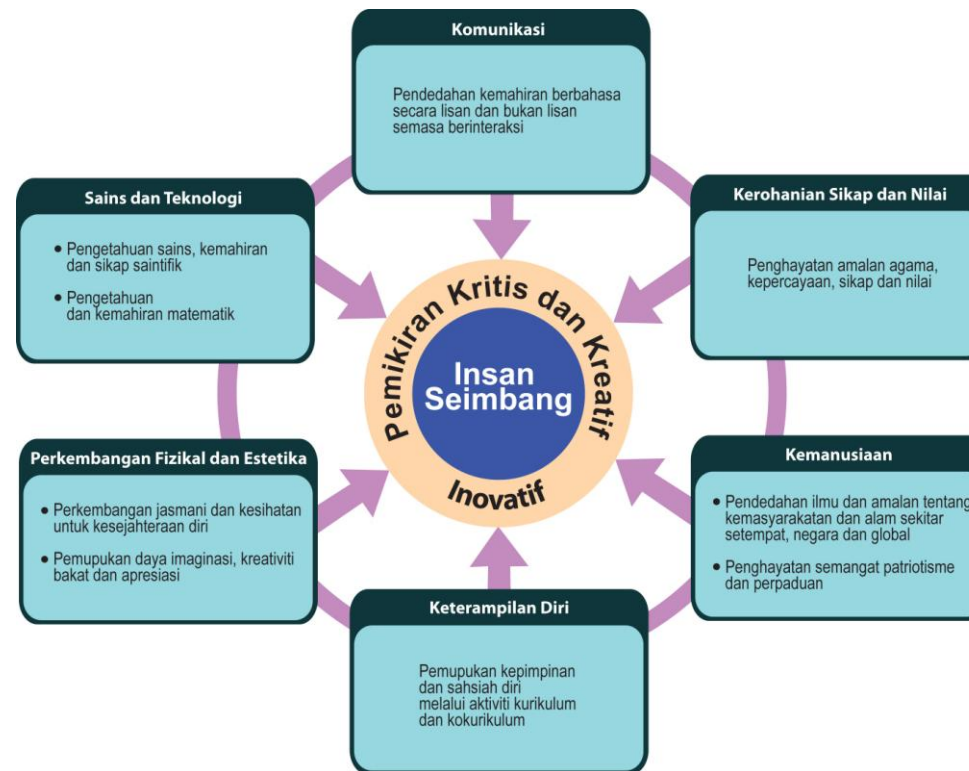 Komunikasi
Pendedahan kemahiran berbahasa
secara lisan dan bukan lisan
semasa berinteraksi
Sains dan Teknologi
• Pengetahuan sains, kemahiran
dan sikap saintifik
• Pengetahuan
dan kemahiran matematik
Kerohanian Sikap dan Nilai
Penghayatan amalan agama,
kepercayaan, sikap dan nilai
Pemikiran Kritis dan Kreatif
Insan
Seimbang
Inovatif
Perkembangan Fizikal dan Estetika
• Perkembangan jasmani dan kesihatan
untuk kesejahteraan diri
• Pemupukan daya imaginasi, kreativiti
bakat dan apresiasi
Kemanusiaan
• Pendedahan ilmu dan amalan tentang
kemasyarakatan dan alam sekitar
setempat, negara dan global
• Penghayatan semangat patriotisme
dan perpaduan
Keterampilan Diri
Pemupukan kepimpinan
dan sahsiah diri
melalui aktiviti kurikulum
dan kokurikulum